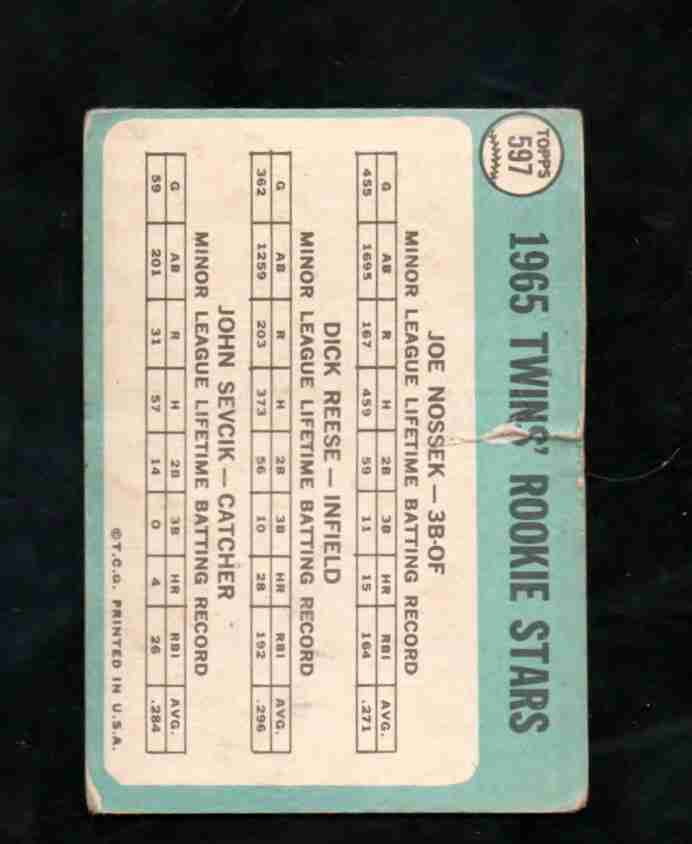 TOPPS
597
1965 TWINS' ROOKIE STARS
JOE NOSSEK — 3B-OF
MINOR LEAGUE LIFETIME BATTING RECORD
G AB R H 2B 3B HR RBI AVG.
455 1695 167 459 59 11 15 164 .271
DICK REESE — INFIELD
MINOR LEAGUE LIFETIME BATTING RECORD
G AB R H 2B 3B HR RBI AVG.
362 1259 203 373 56 10 28 192 .296
JOHN SEVCIK — CATCHER
MINOR LEAGUE LIFETIME BATTING RECORD
G AB R H 2B 3B HR RBI AVG.
59 201 31 57 14 0 4 26 .284
©T.C.G. PRINTED IN U.S.A.